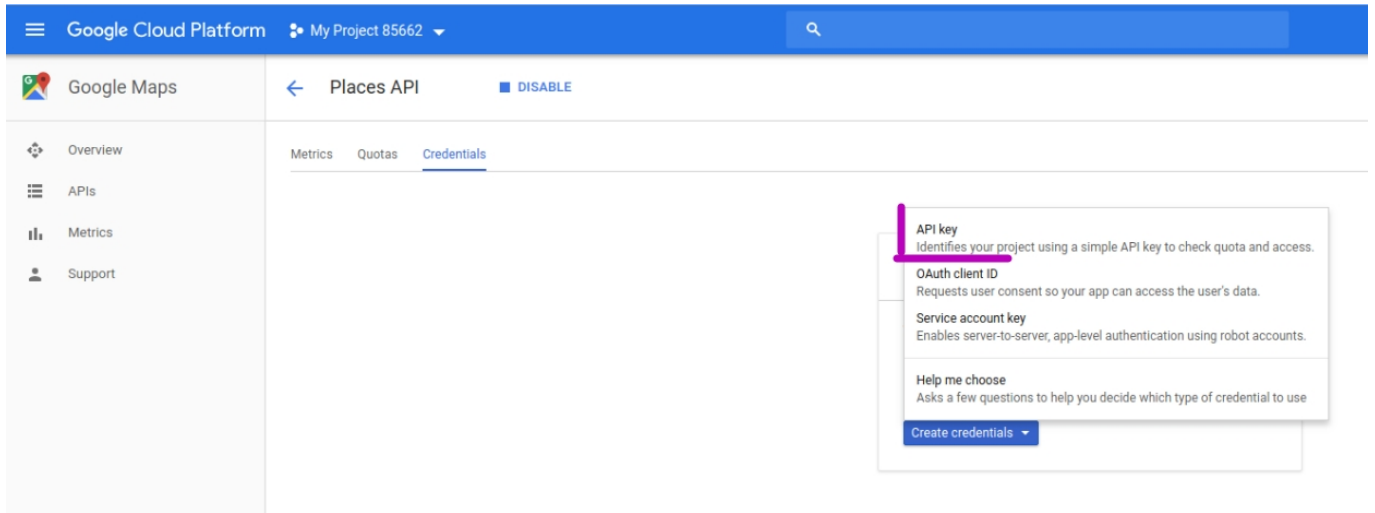 Google Cloud Platform My Project 85662
Google Maps Places API DISABLE
Overview
APIs
Metrics
Support
Metrics Quotas Credentials
API key
Identifies your project using a simple API key to check quota and access.
OAuth client ID
Requests user consent so your app can access the user's data.
Service account key
Enables server-to-server, app-level authentication using robot accounts.
Help me choose
Asks a few questions to help you decide which type of credential to use
Create credentials